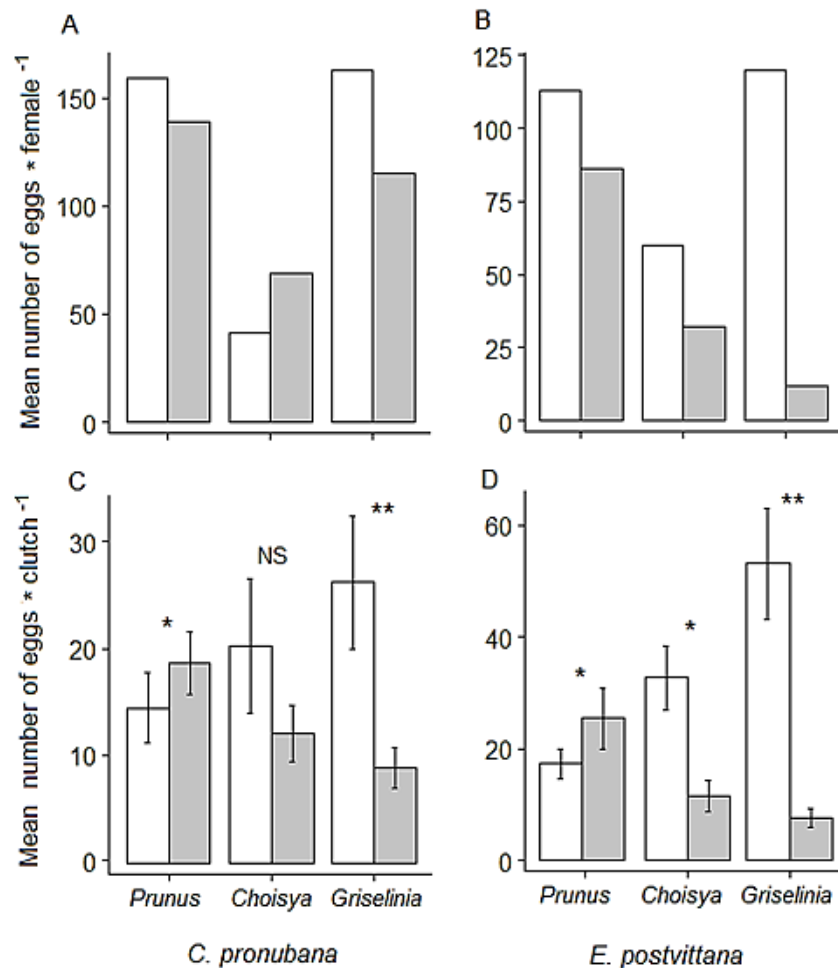 A
B
Mean number of eggs * female⁻¹
150
100
50
0
125
100
75
50
25
0
C
D
Mean number of eggs * clutch⁻¹
30
20
10
0
60
40
20
0
*
NS
**
*
*
**
Prunus Choisya Griselinia
Prunus Choisya Griselinia
C. pronubana
E. postvittana